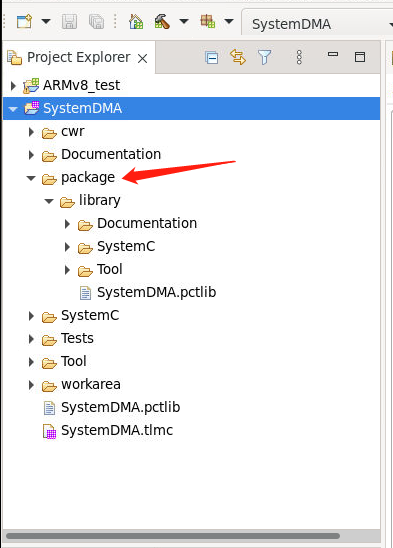 SystemDMA
Project Explorer
ARMv8_test
SystemDMA
cwr
Documentation
package
library
Documentation
SystemC
Tool
SystemDMA.pctlib
SystemC
Tests
Tool
workarea
SystemDMA.pctlib
SystemDMA.tlmc